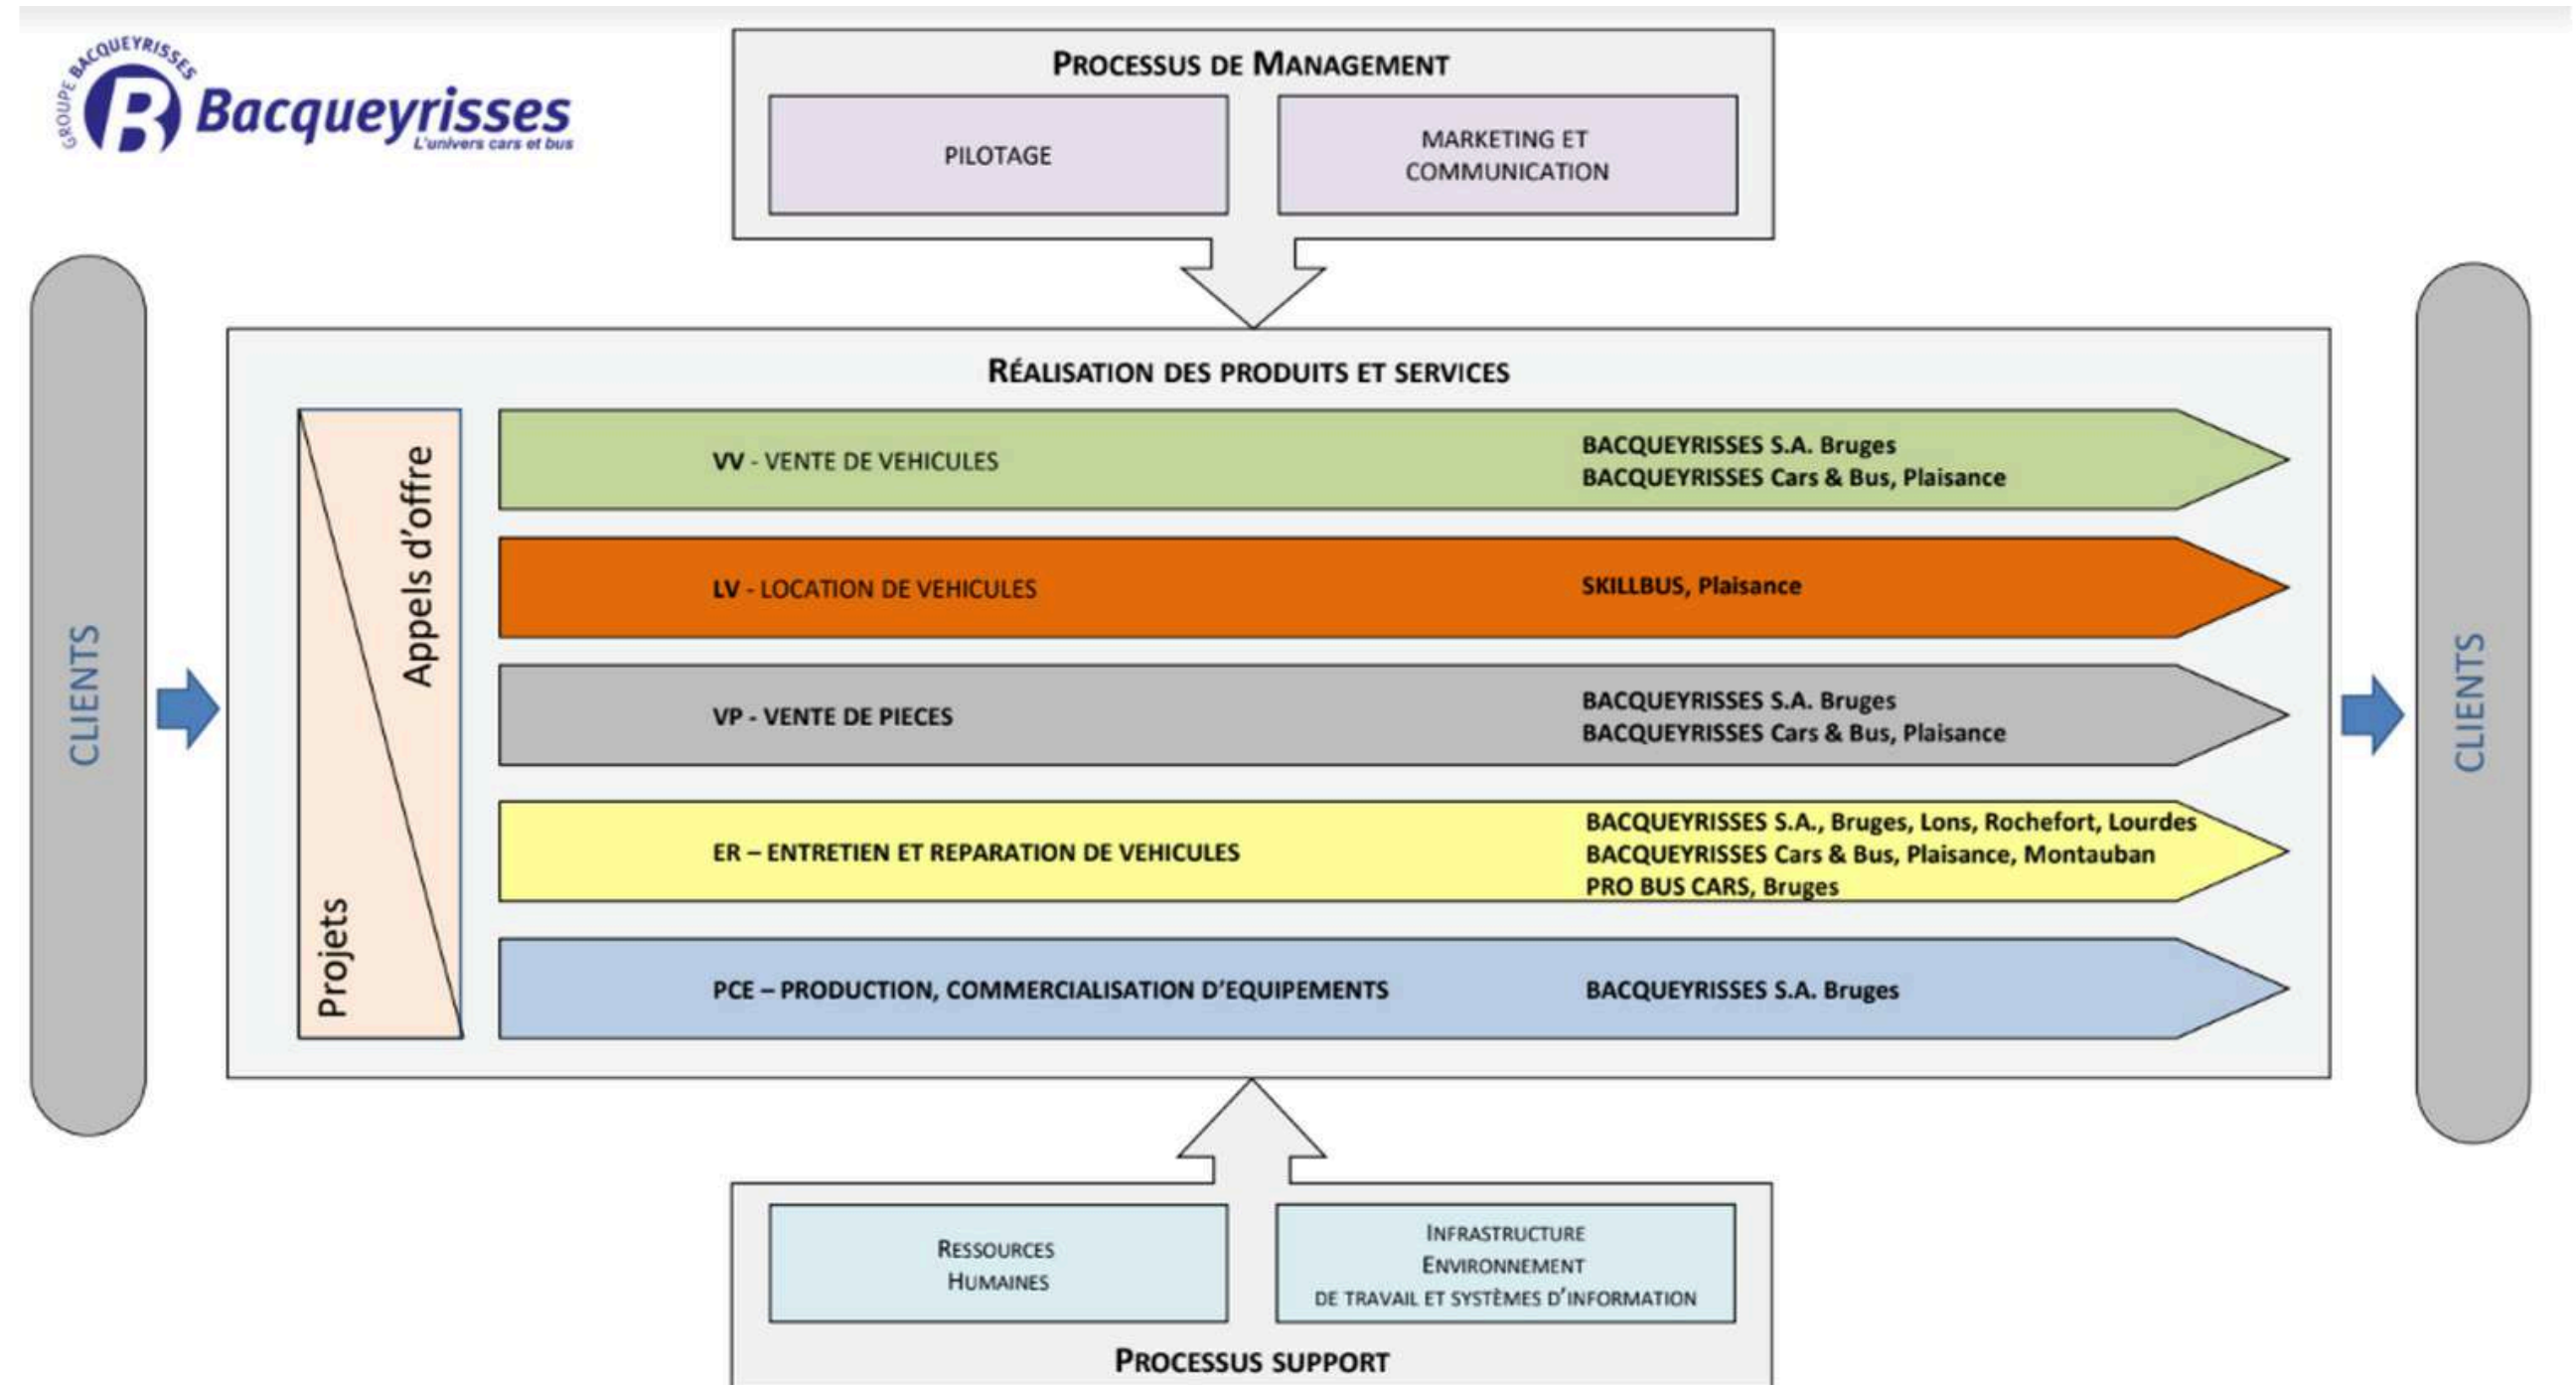 GROUPE BACQUEYRISSES
B
Bacqueyrisses
L'univers cars et bus
PROCESSUS DE MANAGEMENT
PILOTAGE
MARKETING ET
COMMUNICATION
CLIENTS
RÉALISATION DES PRODUITS ET SERVICES
Appels d'offre
Projets
VV - VENTE DE VEHICULES
BACQUEYRISSES S.A. Bruges
BACQUEYRISSES Cars & Bus, Plaisance
LV - LOCATION DE VEHICULES
SKILLBUS, Plaisance
VP - VENTE DE PIECES
BACQUEYRISSES S.A. Bruges
BACQUEYRISSES Cars & Bus, Plaisance
ER – ENTRETIEN ET REPARATION DE VEHICULES
BACQUEYRISSES S.A., Bruges, Lons, Rochefort, Lourdes
BACQUEYRISSES Cars & Bus, Plaisance, Montauban
PRO BUS CARS, Bruges
PCE – PRODUCTION, COMMERCIALISATION D'EQUIPEMENTS
BACQUEYRISSES S.A. Bruges
CLIENTS
RESSOURCES
HUMAINES
INFRASTRUCTURE
ENVIRONNEMENT
DE TRAVAIL ET SYSTÈMES D'INFORMATION
PROCESSUS SUPPORT